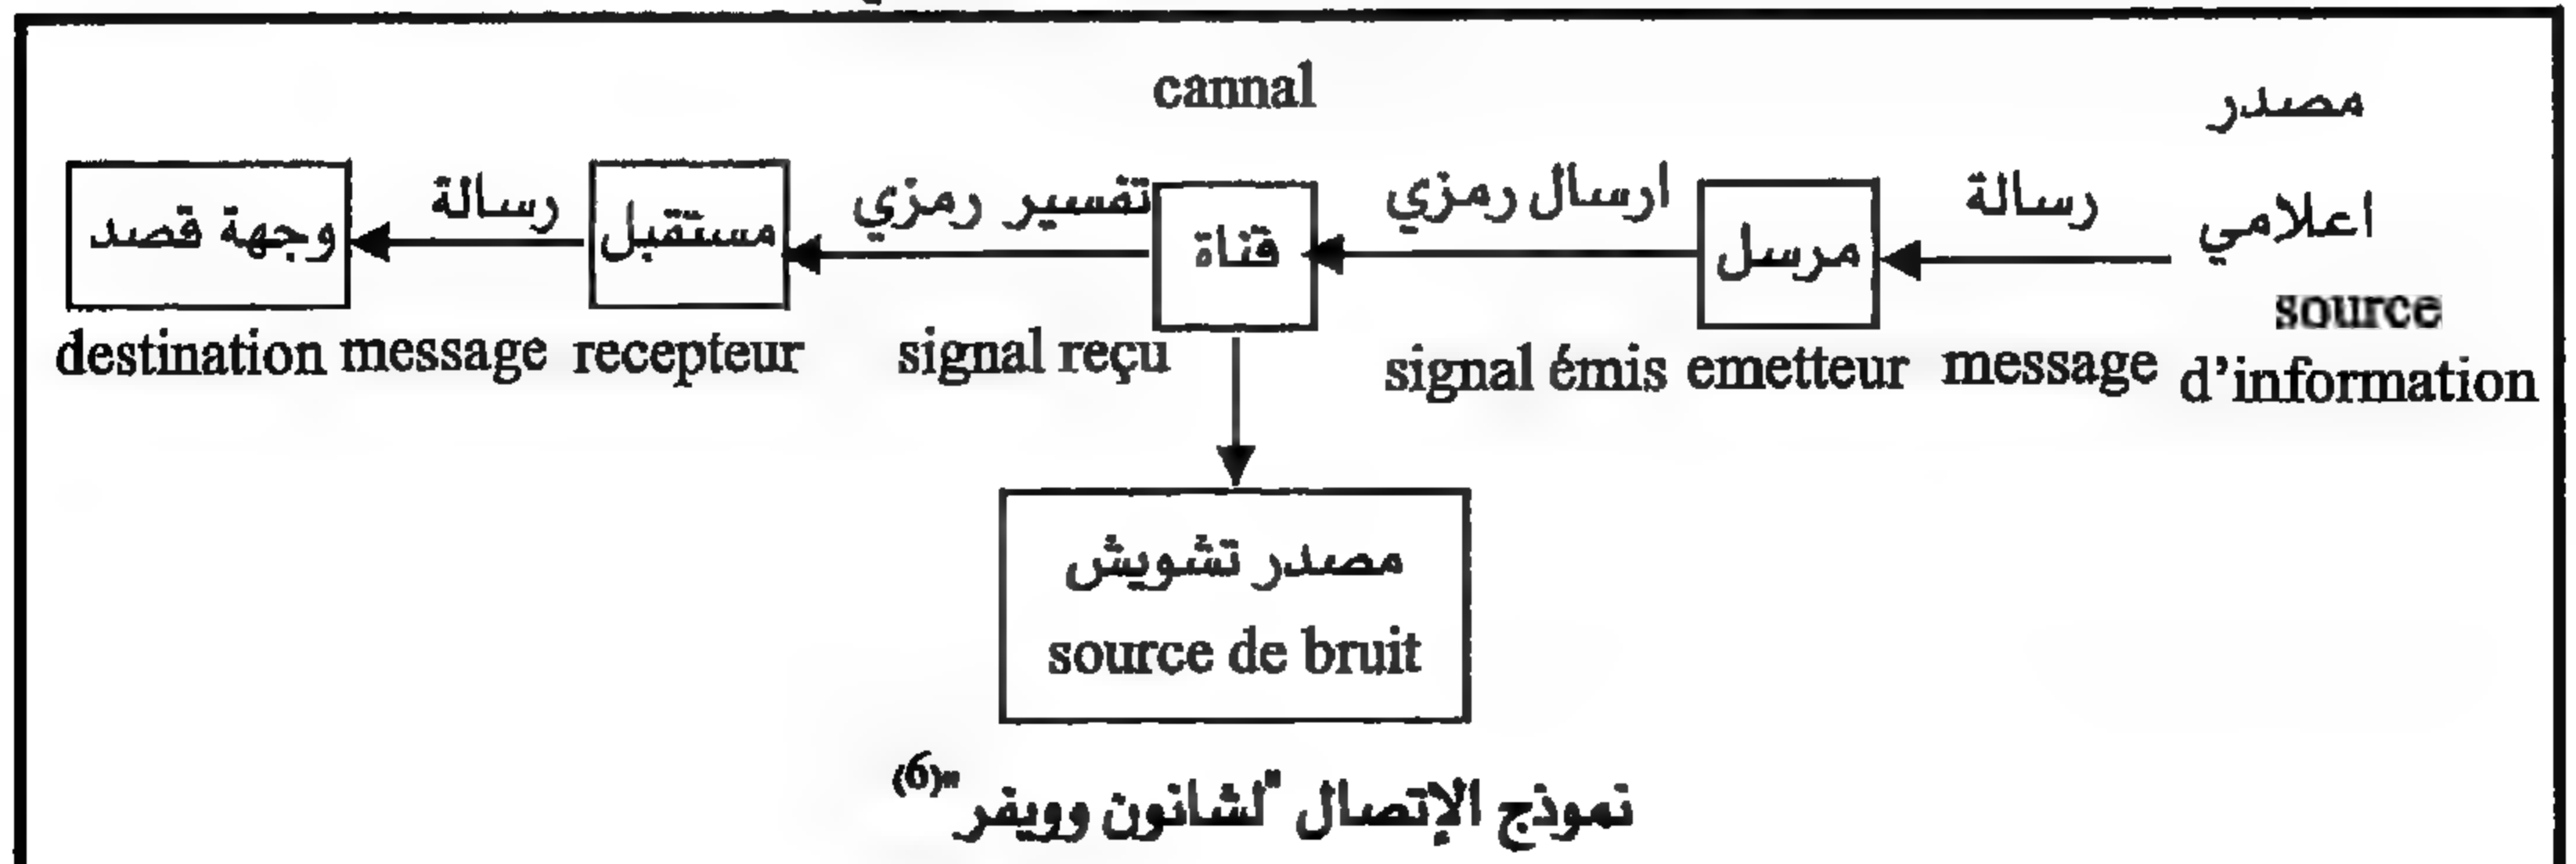 cannal
مصدر
اعلامي
source
d'information
رسالة
message
مرسل
emetteur
ارسال رمزي
signal émis
قناة
تفسير رمزي
signal reçu
مستقبل
recepteur
رسالة
message
وجهة قصد
destination
مصدر تشويش
source de bruit
نموذج الإتصال "لشانون وويفر"(6)